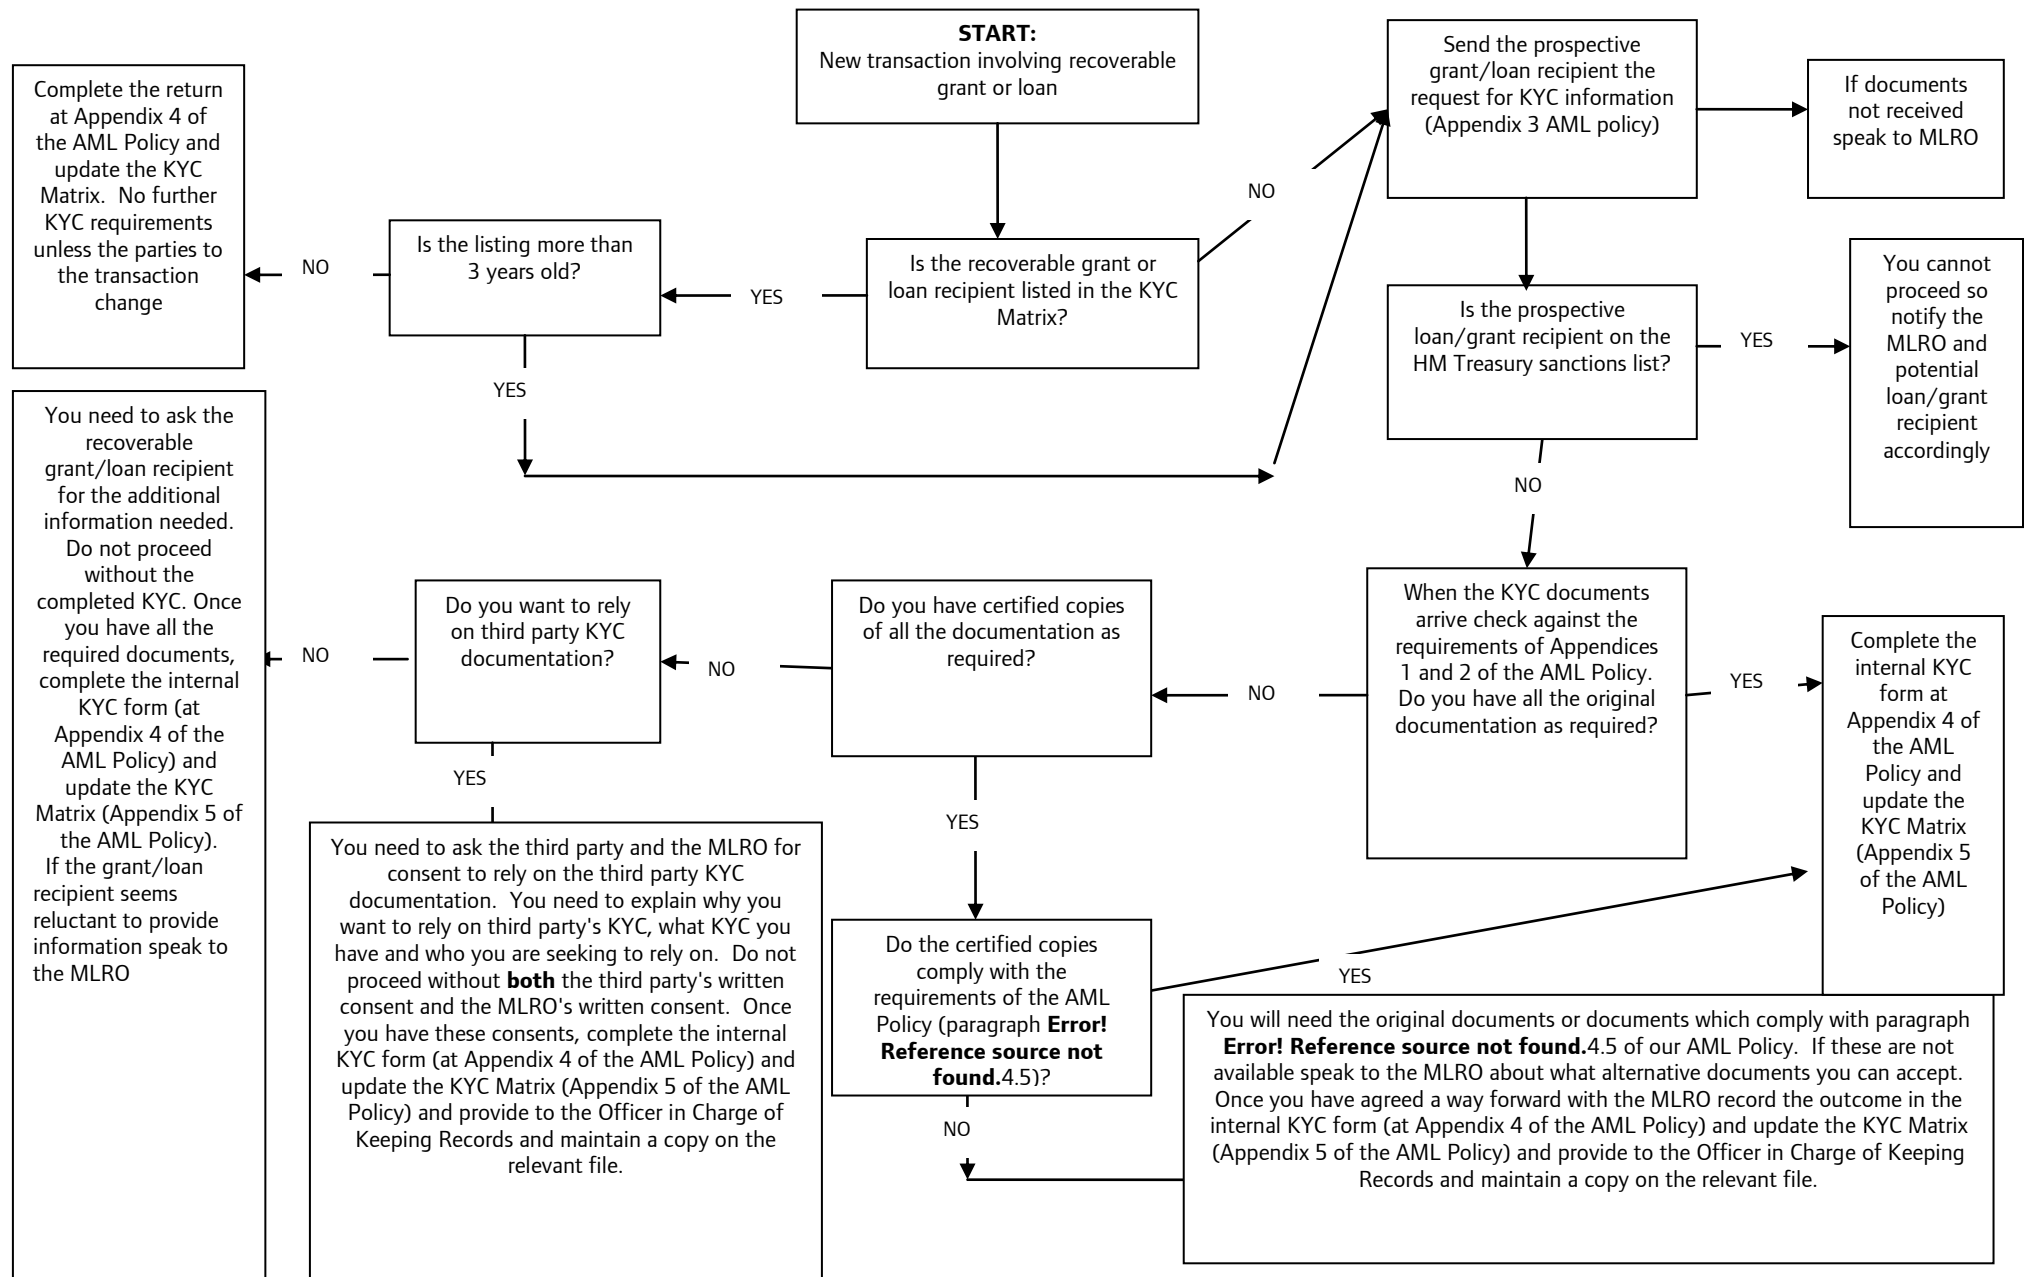 START:
New transaction involving recoverable
grant or loan
Send the prospective
grant/loan recipient the
request for KYC information
(Appendix 3 AML policy)
If documents
not received
speak to MLRO
Complete the return
at Appendix 4 of
the AML Policy and
update the KYC
Matrix. No further
KYC requirements
unless the parties to
the transaction
change
NO
Is the listing more than
3 years old?
YES
Is the recoverable grant or
loan recipient listed in the KYC
Matrix?
NO
YES
Is the prospective
loan/grant recipient on the
HM Treasury sanctions list?
YES
You cannot
proceed so
notify the
MLRO and
potential
loan/grant
recipient
accordingly
NO
You need to ask the
recoverable
grant/loan recipient
for the additional
information needed.
Do not proceed
without the
completed KYC. Once
you have all the
required documents,
complete the internal
KYC form (at
Appendix 4 of the
AML Policy) and
update the KYC
Matrix (Appendix 5 of
the AML Policy).
If the grant/loan
recipient seems
reluctant to provide
information speak to
the MLRO
NO
Do you want to rely
on third party KYC
documentation?
NO
Do you have certified copies
of all the documentation as
required?
NO
When the KYC documents
arrive check against the
requirements of Appendices
1 and 2 of the AML Policy.
Do you have all the original
documentation as required?
YES
Complete the
internal KYC
form at
Appendix 4 of
the AML
Policy and
update the
KYC Matrix
(Appendix 5
of the AML
Policy)
YES
You need to ask the third party and the MLRO for
consent to rely on the third party KYC
documentation. You need to explain why you
want to rely on third party's KYC, what KYC you
have and who you are seeking to rely on. Do not
proceed without both the third party's written
consent and the MLRO's written consent. Once
you have these consents, complete the internal
KYC form (at Appendix 4 of the AML Policy) and
update the KYC Matrix (Appendix 5 of the AML
Policy) and provide to the Officer in Charge of
Keeping Records and maintain a copy on the
relevant file.
YES
Do the certified copies
comply with the
requirements of the AML
Policy (paragraph Error!
Reference source not
found.4.5)?
YES
NO
You will need the original documents or documents which comply with paragraph
Error! Reference source not found.4.5 of our AML Policy. If these are not
available speak to the MLRO about what alternative documents you can accept.
Once you have agreed a way forward with the MLRO record the outcome in the
internal KYC form (at Appendix 4 of the AML Policy) and update the KYC Matrix
(Appendix 5 of the AML Policy) and provide to the Officer in Charge of Keeping
Records and maintain a copy on the relevant file.